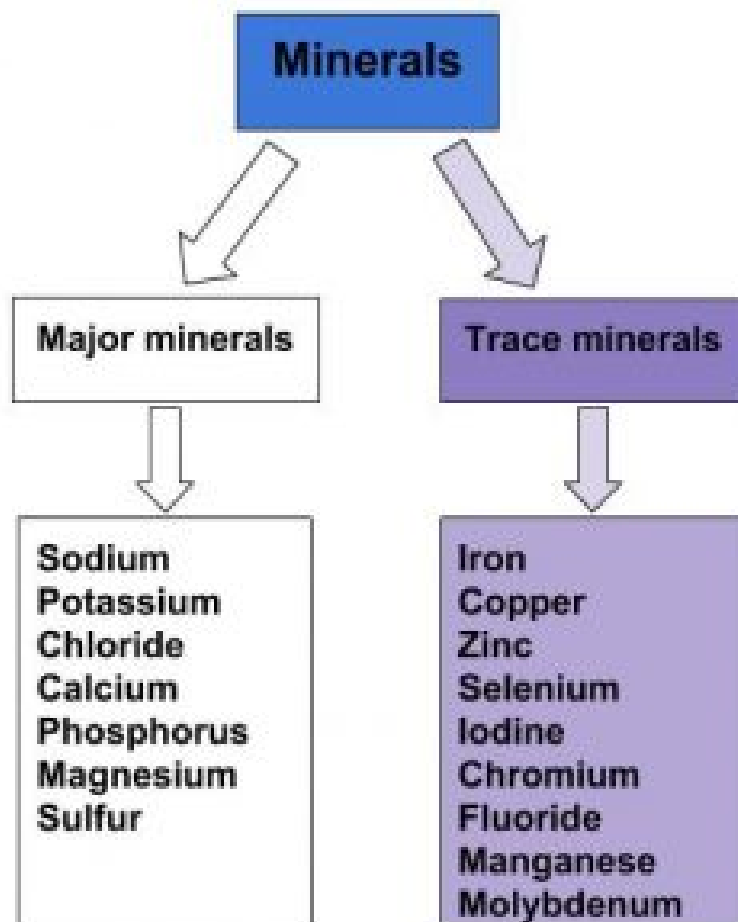 Minerals
Major minerals
Trace minerals
Sodium
Potassium
Chloride
Calcium
Phosphorus
Magnesium
Sulfur
Iron
Copper
Zinc
Selenium
Iodine
Chromium
Fluoride
Manganese
Molybdenum